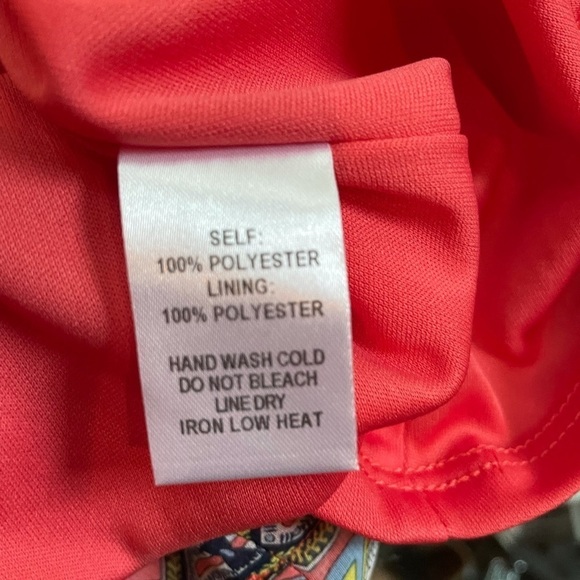 SELF:
100% POLYESTER
LINING:
100% POLYESTER
HAND WASH COLD
DO NOT BLEACH
LINE DRY
IRON LOW HEAT